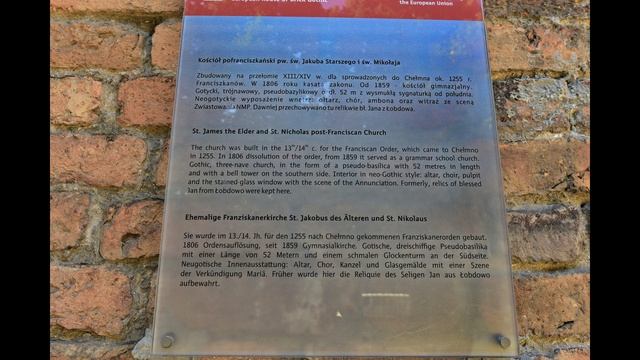 European Route of Brick Gothic
the European Union
Kościół pofranciszkański pw. św. Jakuba Starszego i św. Mikołaja
Zbudowany na przełomie XIII/XIV w. dla sprowadzonych do Chełmna ok. 1255 r.
Franciszkanów. W 1806 roku kasata zakonu. Od 1859 - kościół gimnazjalny.
Gotycki, trójnawowy, pseudobazylikowy o dł. 52 m z wysmukłą sygnaturką od południa.
Neogotyckie wyposażenie wnętrz: ołtarz, chór, ambona oraz witraż ze sceną
Zwiastowania NMP. Dawniej przechowywano tu relikwie bł. Jana z Łobdowa.
St. James the Elder and St. Nicholas post-Franciscan Church
The church was built in the 13ᵗʰ/14ᵗʰ c. for the Franciscan Order, which came to Chełmno
in 1255. In 1806 dissolution of the order, from 1859 it served as a grammar school church.
Gothic, three-nave church, in the form of a pseudo-basilica with 52 metres in length
and with a bell tower on the southern side. Interior in neo-Gothic style: altar, choir, pulpit
and the stained-glass window with the scene of the Annunciation. Formerly, relics of blessed
Jan from Łobdowo were kept here.
Ehemalige Franziskanerkirche St. Jakobus des Älteren und St. Nikolaus
Sie wurde im 13./14. Jh. für den 1255 nach Chełmno gekommenen Franziskanerorden gebaut.
1806 Ordensauflösung, seit 1859 Gymnasialkirche. Gotische, dreischiffige Pseudobasilika
mit einer Länge von 52 Metern und einem schmalen Glockenturm an der Südseite.
Neugotische Innenausstattung: Altar, Chor, Kanzel und Glasgemälde mit einer Szene
der Verkündigung Mariä. Früher wurde hier die Reliquie des Seligen Jan aus Łobdowo
aufbewahrt.